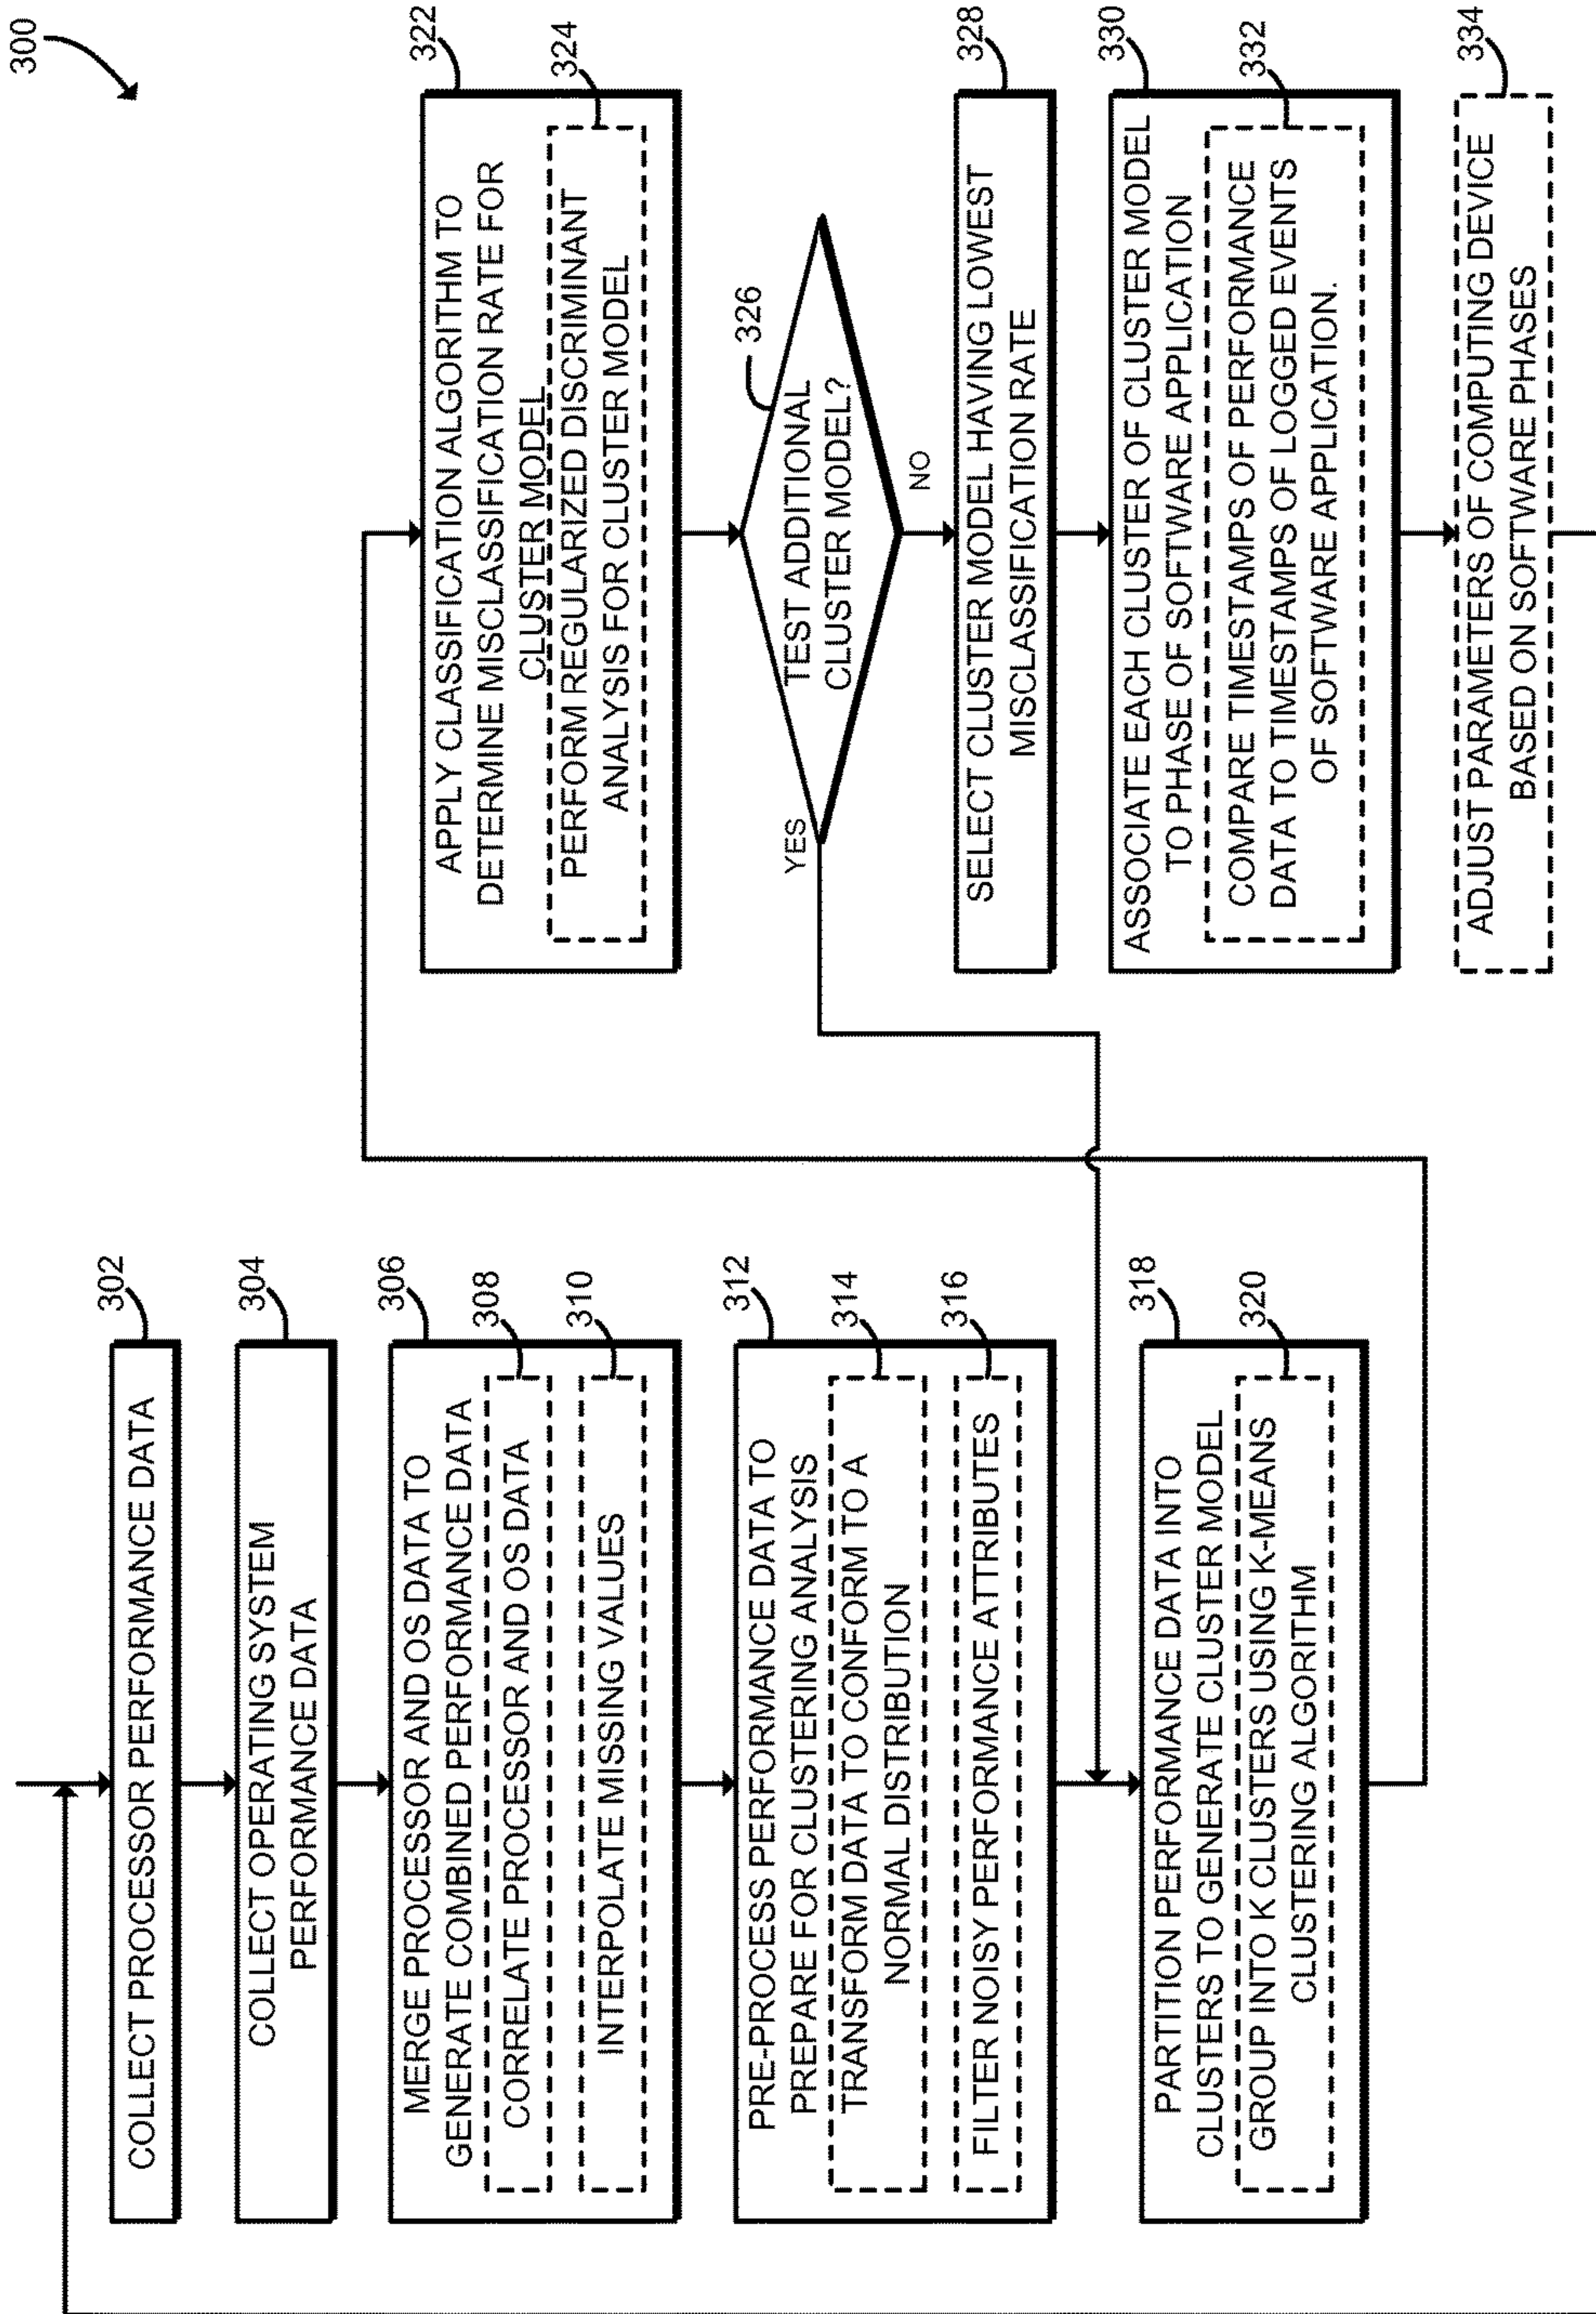 300
302
COLLECT PROCESSOR PERFORMANCE DATA
304
COLLECT OPERATING SYSTEM
PERFORMANCE DATA
306
MERGE PROCESSOR AND OS DATA TO
GENERATE COMBINED PERFORMANCE DATA
308
CORRELATE PROCESSOR AND OS DATA
310
INTERPOLATE MISSING VALUES
312
PRE-PROCESS PERFORMANCE DATA TO
PREPARE FOR CLUSTERING ANALYSIS
314
TRANSFORM DATA TO CONFORM TO A
NORMAL DISTRIBUTION
316
FILTER NOISY PERFORMANCE ATTRIBUTES
318
PARTITION PERFORMANCE DATA INTO
CLUSTERS TO GENERATE CLUSTER MODEL
320
GROUP INTO K CLUSTERS USING K-MEANS
CLUSTERING ALGORITHM
322
APPLY CLASSIFICATION ALGORITHM TO
DETERMINE MISCLASSIFICATION RATE FOR
CLUSTER MODEL
324
PERFORM REGULARIZED DISCRIMINANT
ANALYSIS FOR CLUSTER MODEL
326
TEST ADDITIONAL
CLUSTER MODEL?
YES
NO
328
SELECT CLUSTER MODEL HAVING LOWEST
MISCLASSIFICATION RATE
330
ASSOCIATE EACH CLUSTER OF CLUSTER MODEL
TO PHASE OF SOFTWARE APPLICATION
332
COMPARE TIMESTAMPS OF PERFORMANCE
DATA TO TIMESTAMPS OF LOGGED EVENTS
OF SOFTWARE APPLICATION.
334
ADJUST PARAMETERS OF COMPUTING DEVICE
BASED ON SOFTWARE PHASES